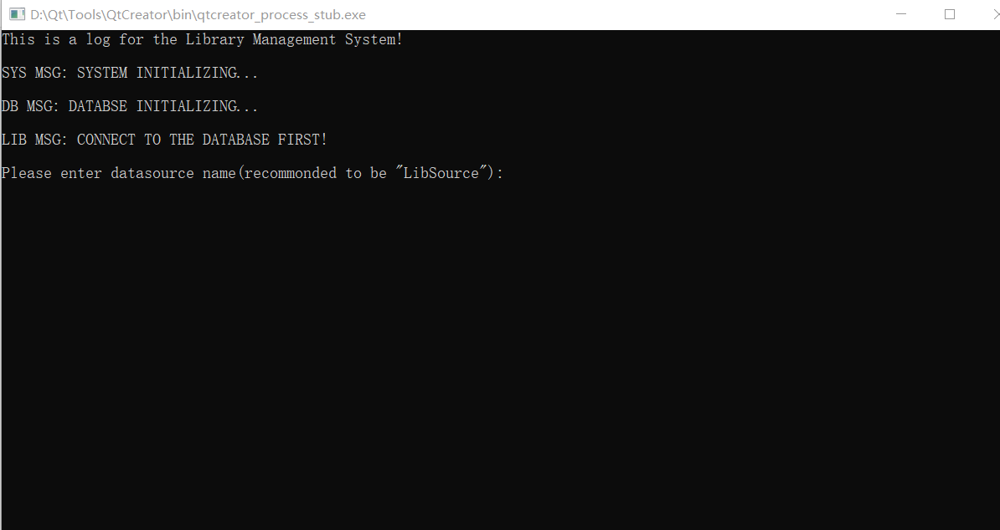 D:\Qt\Tools\QtCreator\bin\qtcreator_process_stub.exe
This is a log for the Library Management System!
SYS MSG: SYSTEM INITIALIZING...
DB MSG: DATABSE INITIALIZING...
LIB MSG: CONNECT TO THE DATABASE FIRST!
Please enter datasource name(recommonded to be "LibSource"):